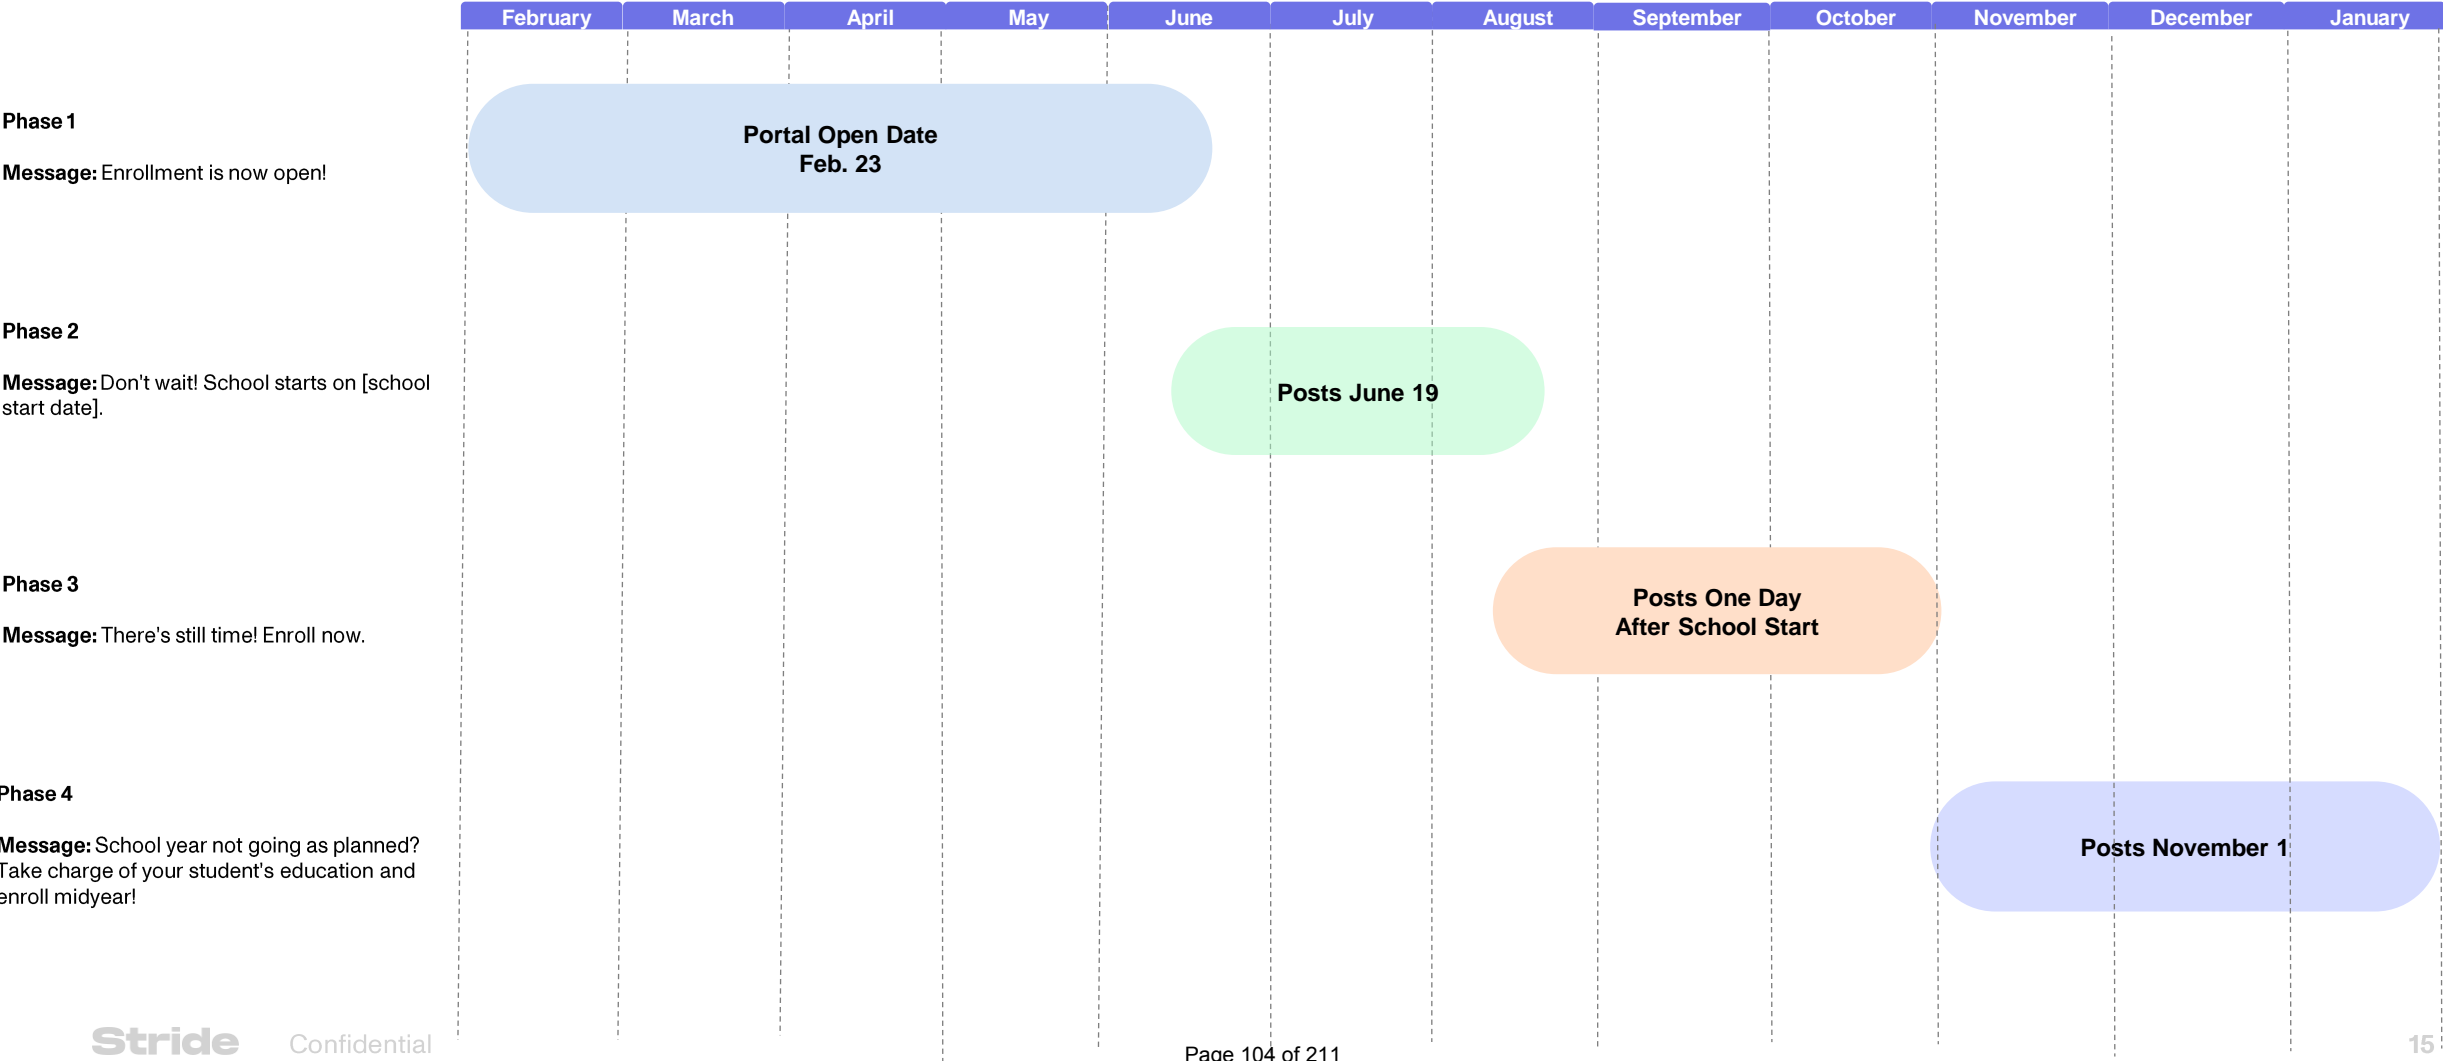 February March April May June July August September October November December January
Phase 1
Message: Enrollment is now open!
Portal Open Date
Feb. 23
Phase 2
Message: Don't wait! School starts on [school
start date].
Posts June 19
Phase 3
Message: There's still time! Enroll now.
Posts One Day
After School Start
Phase 4
Message: School year not going as planned?
Take charge of your student's education and
enroll midyear!
Posts November 1
Stride Confidential
Page 104 of 211
15